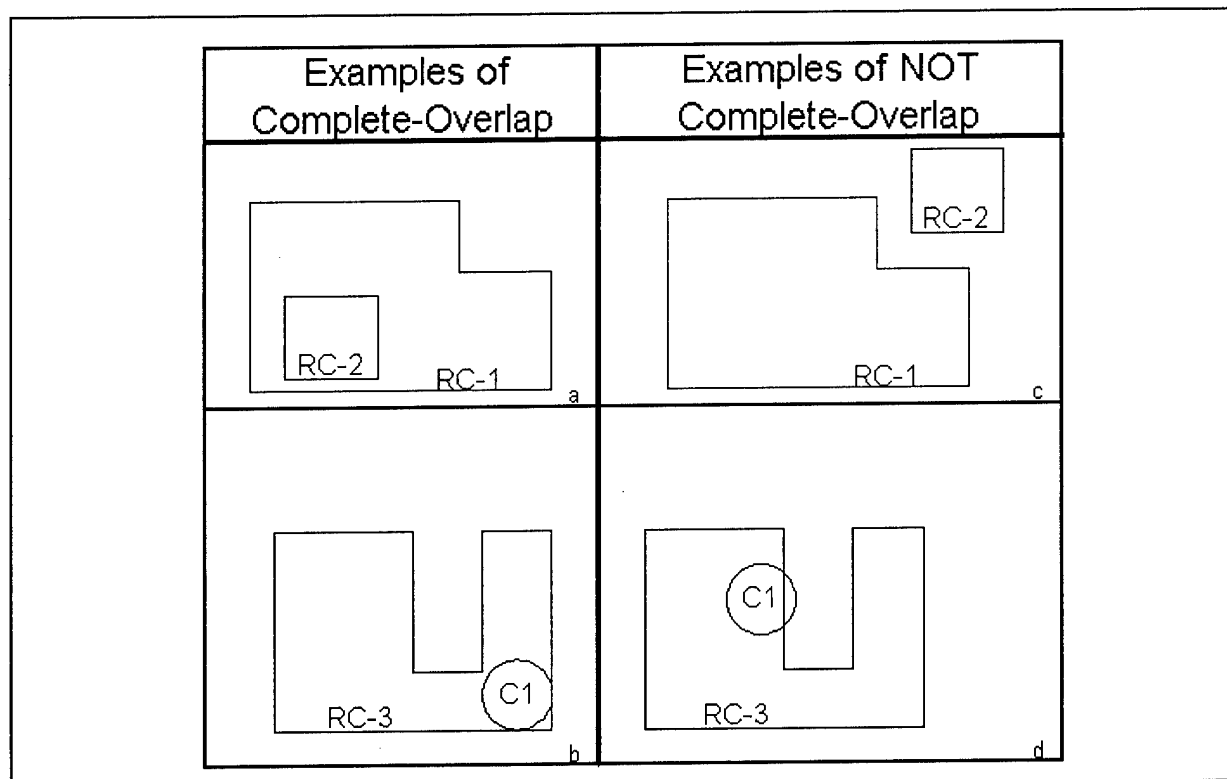 Examples of
Complete-Overlap
Examples of NOT
Complete-Overlap
RC-2
RC-1
a
RC-2
RC-1
c
C1
RC-3
b
C1
RC-3
d